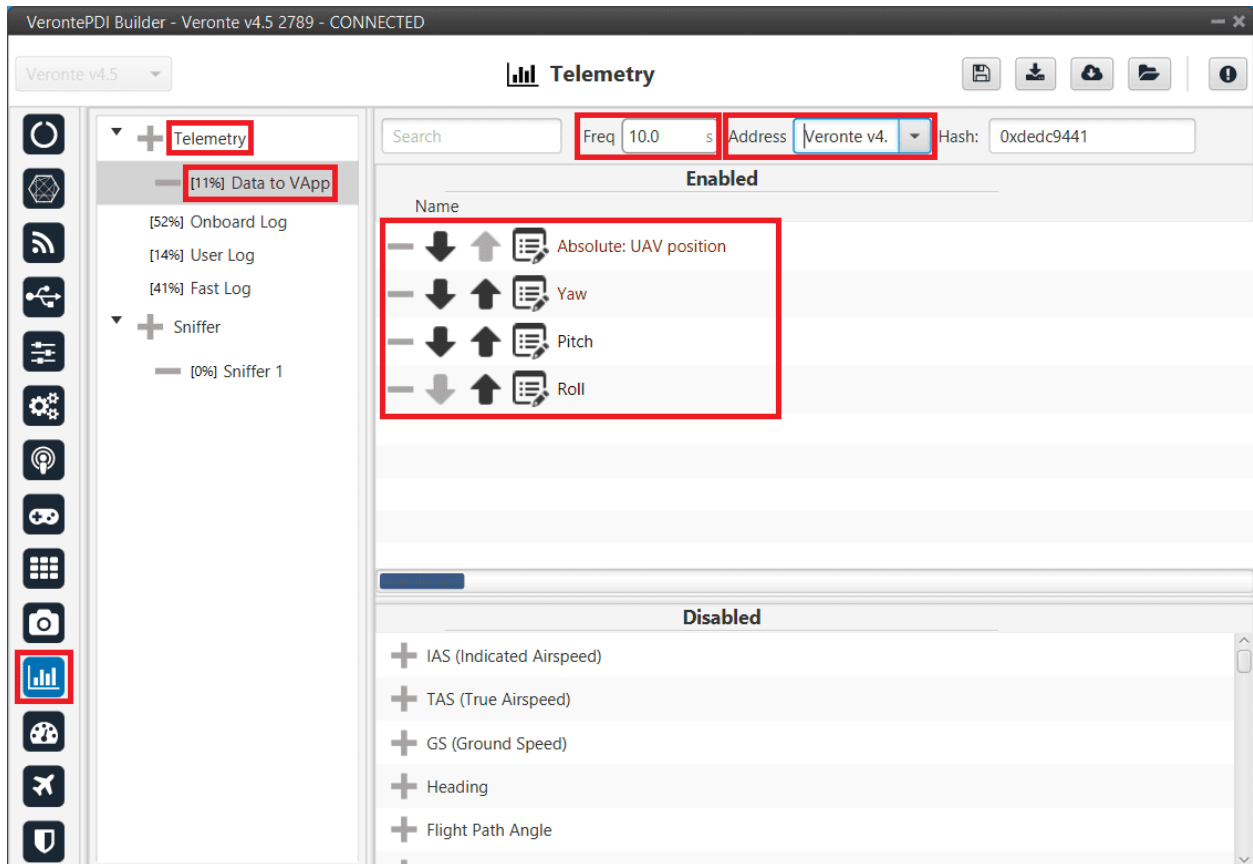 VerontePDI Builder - Veronte v4.5 2789 - CONNECTED
Veronte v4.5
Telemetry
Telemetry
[11%] Data to VApp
[52%] Onboard Log
[14%] User Log
[41%] Fast Log
Sniffer
[0%] Sniffer 1
Search
Freq 10.0 s Address Veronte v4. Hash: 0xdedc9441
Enabled
Name
Absolute: UAV position
Yaw
Pitch
Roll
Disabled
IAS (Indicated Airspeed)
TAS (True Airspeed)
GS (Ground Speed)
Heading
Flight Path Angle